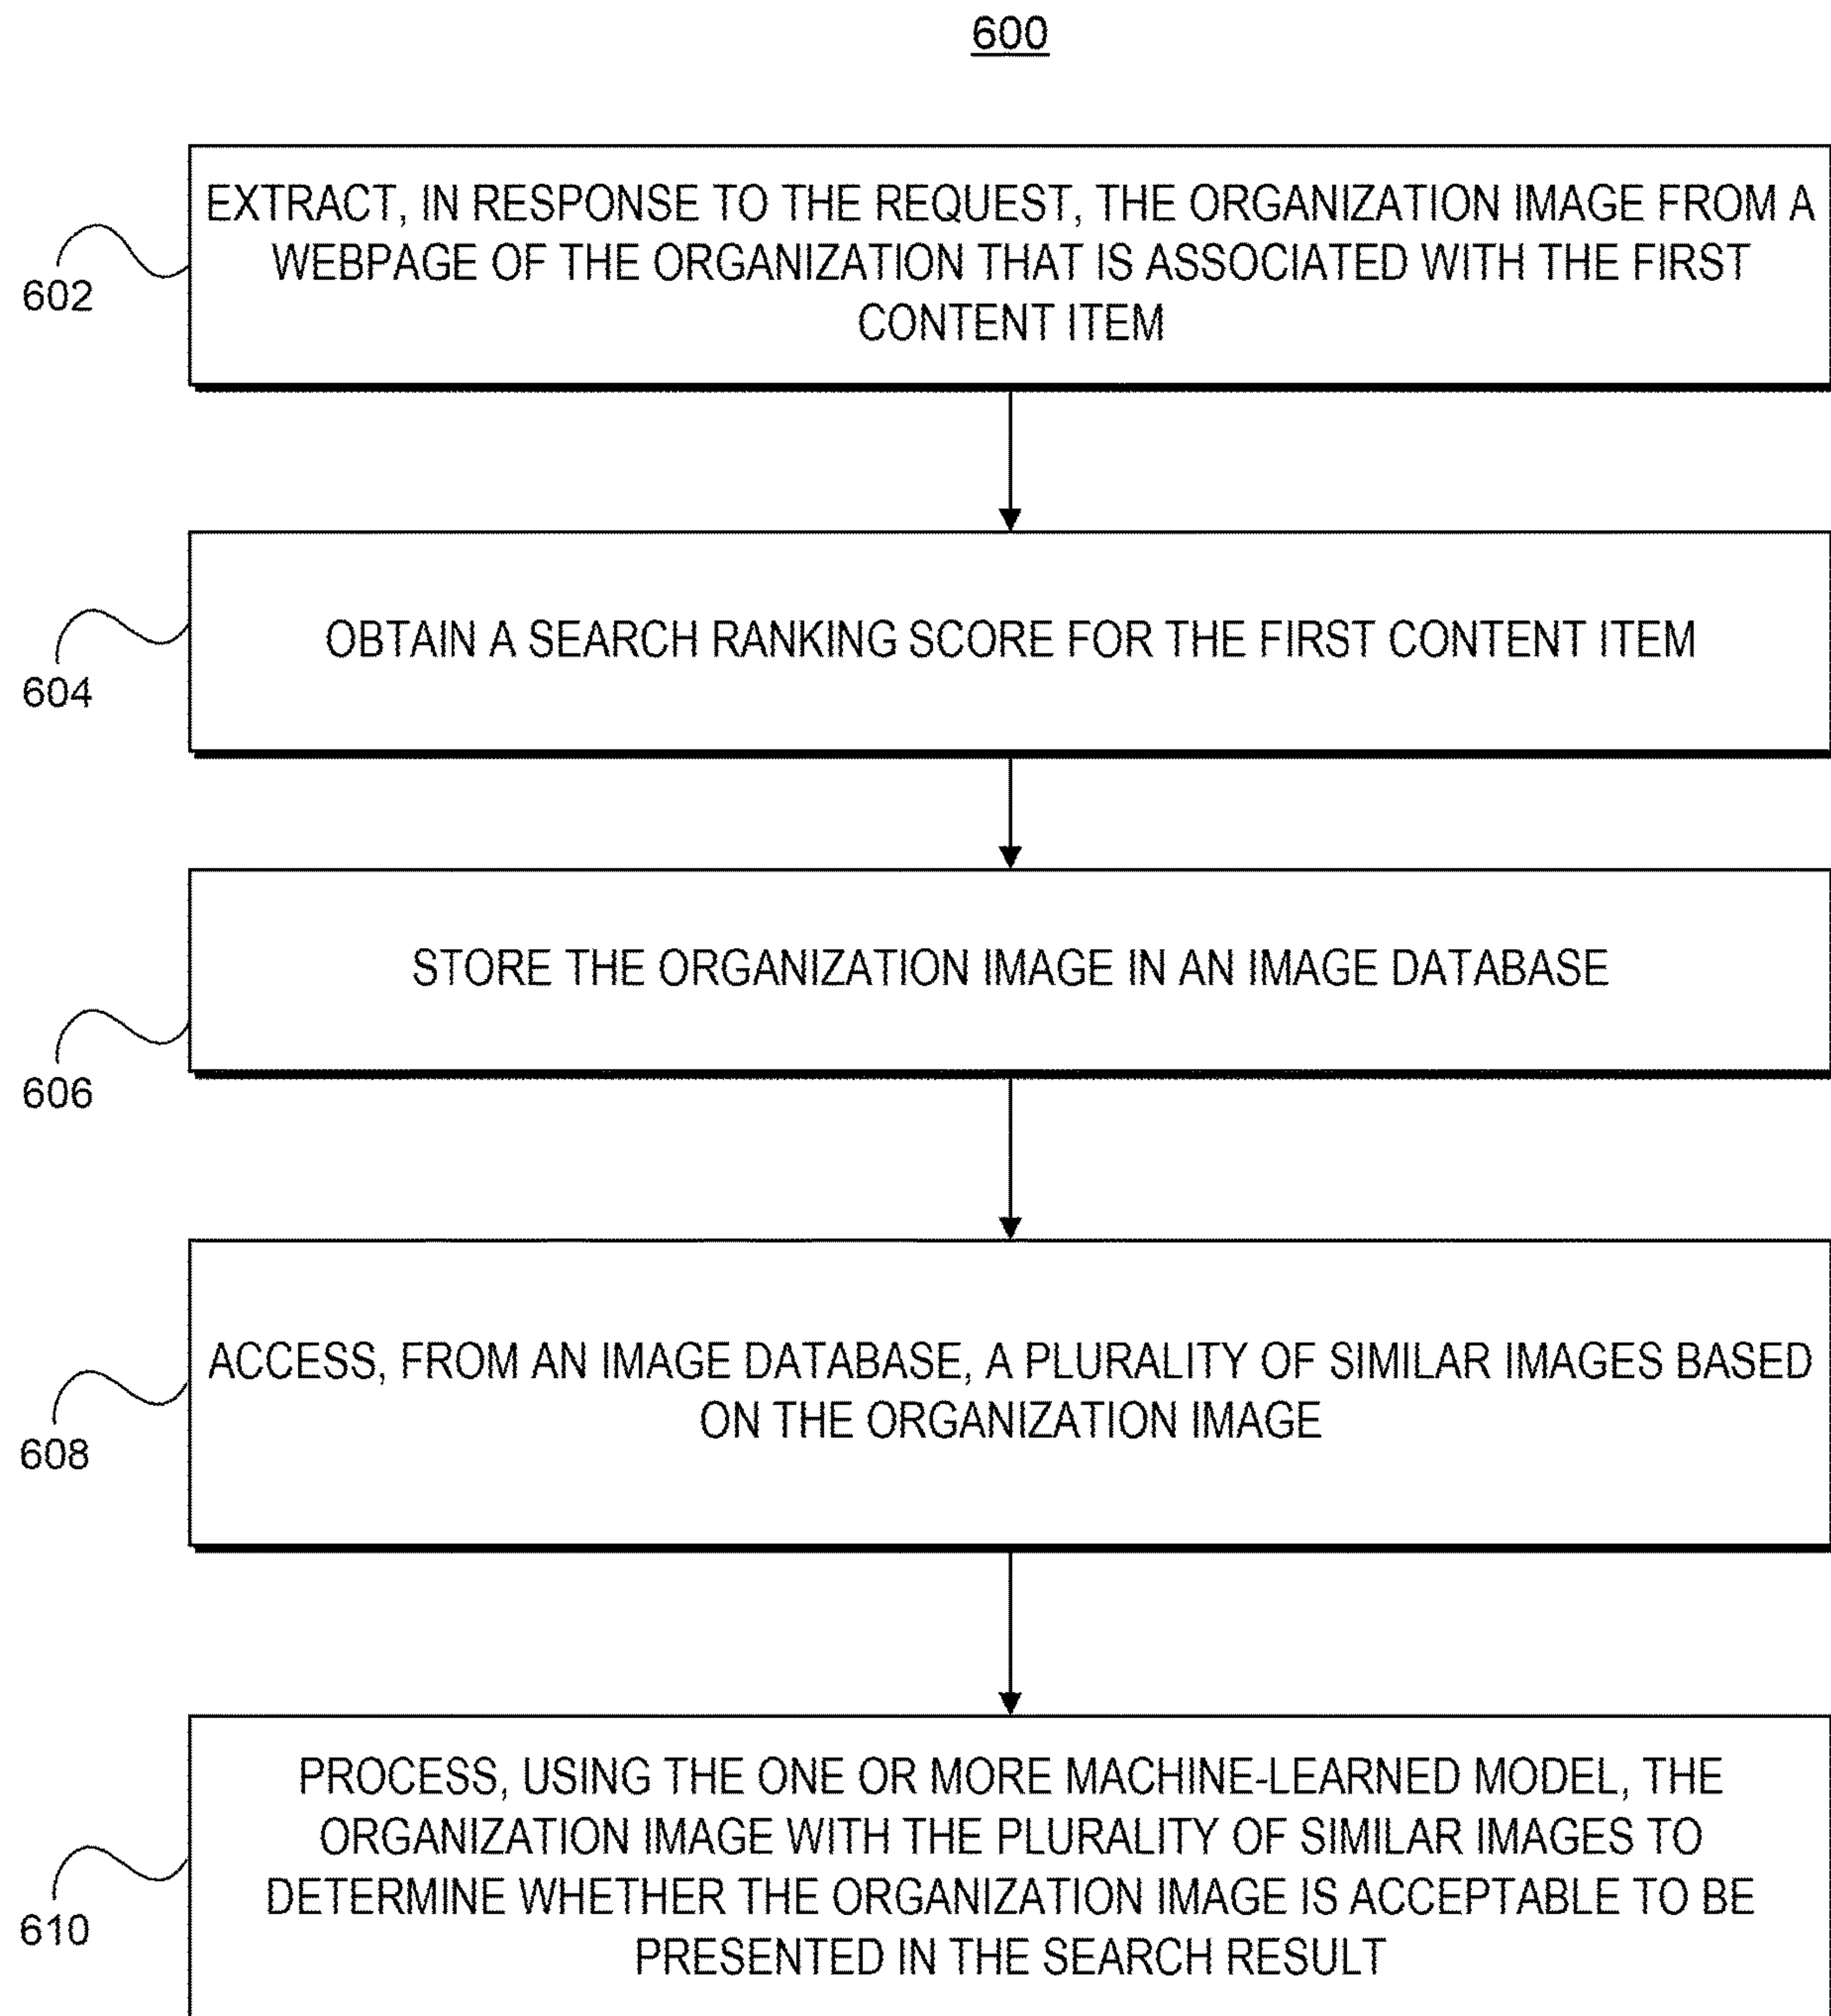 600
EXTRACT, IN RESPONSE TO THE REQUEST, THE ORGANIZATION IMAGE FROM A
WEBPAGE OF THE ORGANIZATION THAT IS ASSOCIATED WITH THE FIRST
CONTENT ITEM
602
OBTAIN A SEARCH RANKING SCORE FOR THE FIRST CONTENT ITEM
604
STORE THE ORGANIZATION IMAGE IN AN IMAGE DATABASE
606
ACCESS, FROM AN IMAGE DATABASE, A PLURALITY OF SIMILAR IMAGES BASED
ON THE ORGANIZATION IMAGE
608
PROCESS, USING THE ONE OR MORE MACHINE-LEARNED MODEL, THE
ORGANIZATION IMAGE WITH THE PLURALITY OF SIMILAR IMAGES TO
DETERMINE WHETHER THE ORGANIZATION IMAGE IS ACCEPTABLE TO BE
PRESENTED IN THE SEARCH RESULT
610